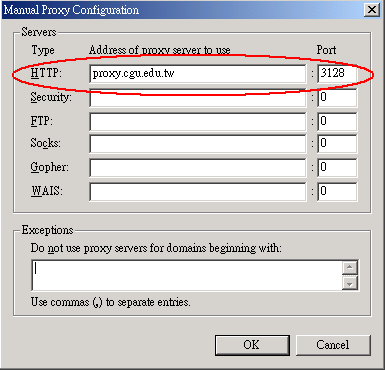 Manual Proxy Configuration
Servers
Type Address of proxy server to use Port
HTTP: proxy.cgu.edu.tw : 3128
Security: : 0
FTP: : 0
Socks: : 0
Gopher: : 0
WAIS: : 0
Exceptions
Do not use proxy servers for domains beginning with:
Use commas (,) to separate entries.
OK Cancel